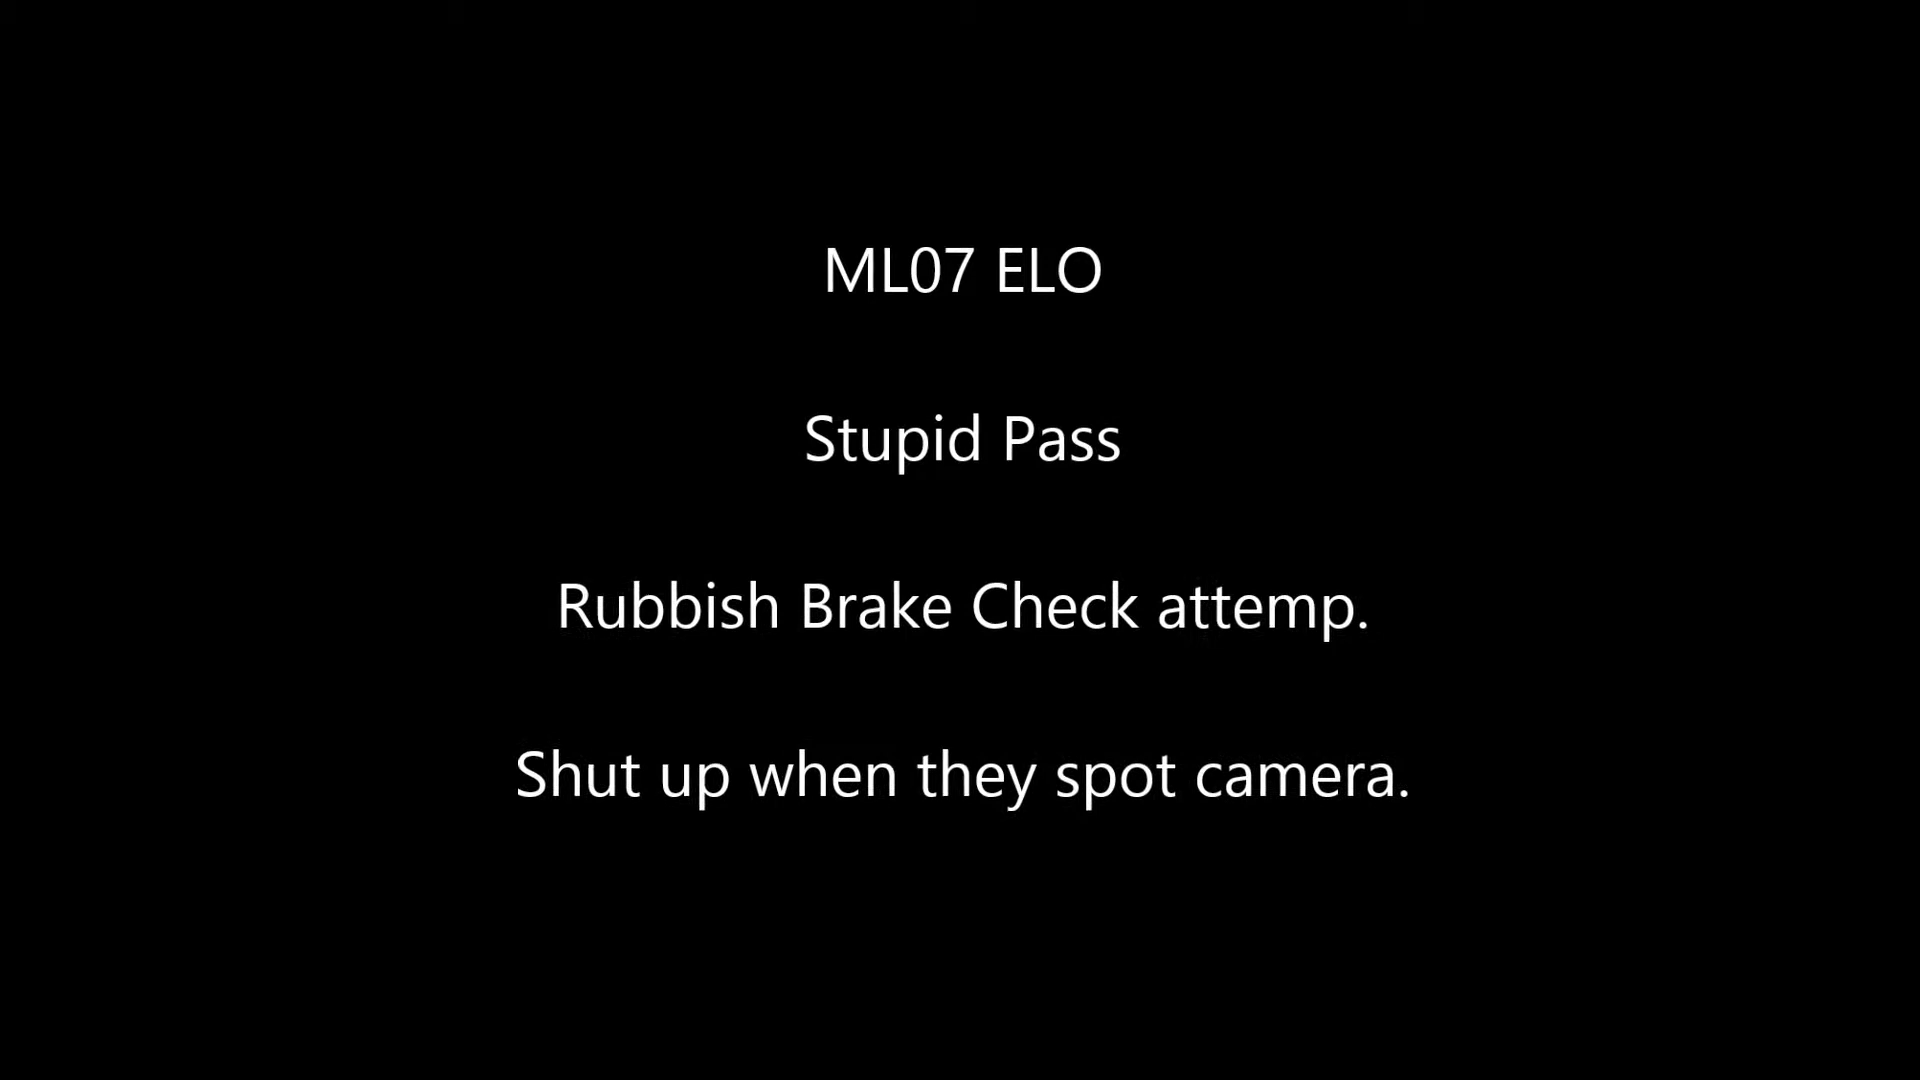 ML07 ELO
Stupid Pass
Rubbish Brake Check attemp.
Shut up when they spot camera.